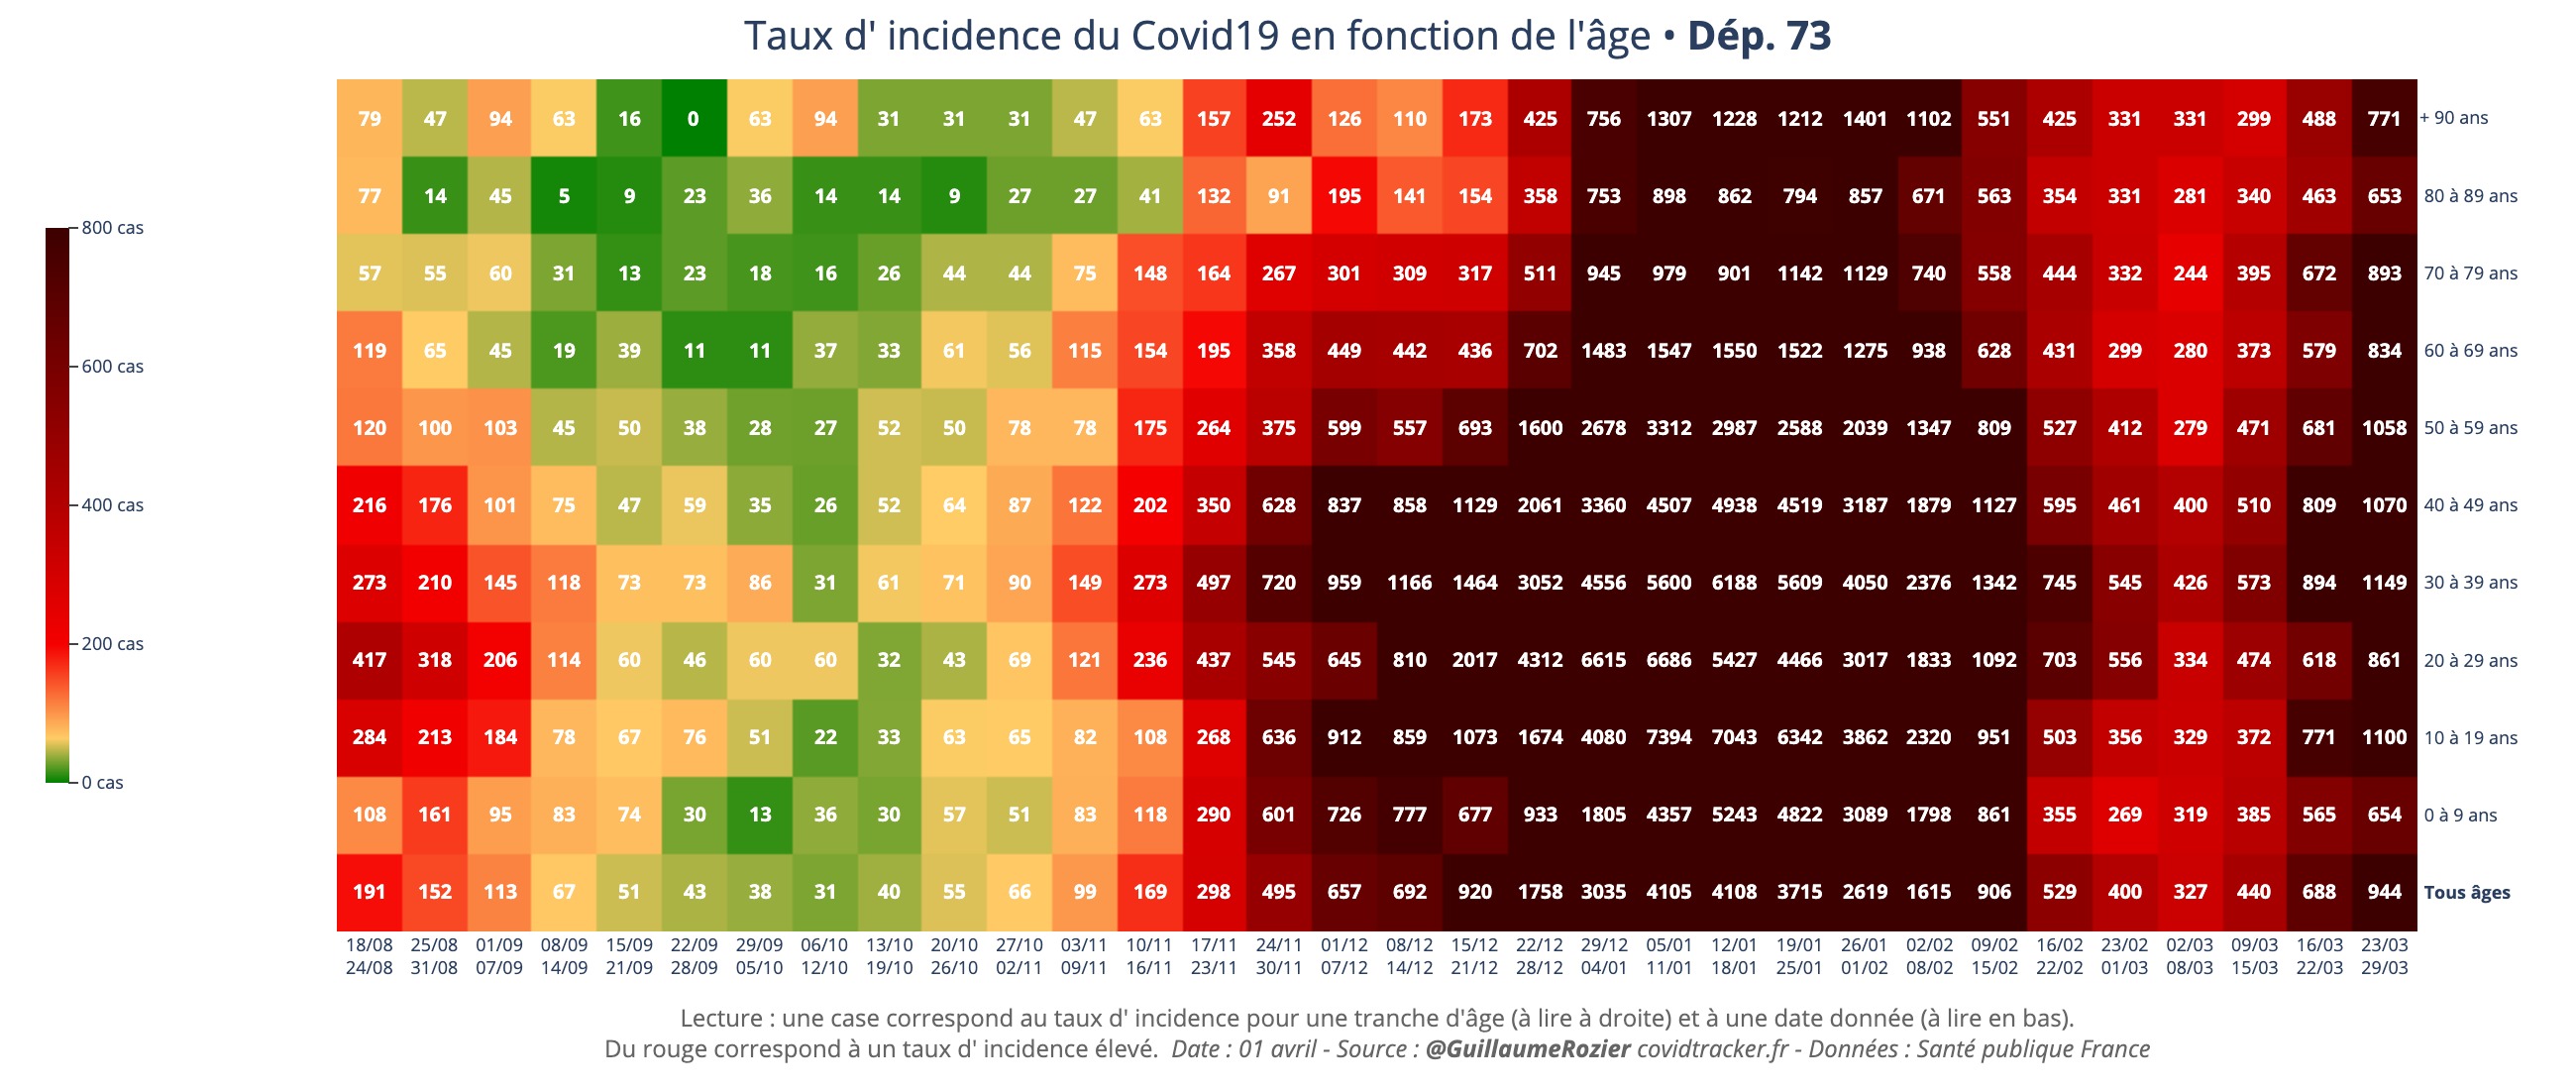 Taux d' incidence du Covid19 en fonction de l'âge • Dép. 73
800 cas
600 cas
400 cas
200 cas
0 cas
79 47 94 63 16 0 63 94 31 31 31 47 63 157 252 126 110 173 425 756 1307 1228 1212 1401 1102 551 425 331 331 299 488 771 + 90 ans
77 14 45 5 9 23 36 14 14 9 27 27 41 132 91 195 141 154 358 753 898 862 794 857 671 563 354 331 281 340 463 653 80 à 89 ans
57 55 60 31 13 23 18 16 26 44 44 75 148 164 267 301 309 317 511 945 979 901 1142 1129 740 558 444 332 244 395 672 893 70 à 79 ans
119 65 45 19 39 11 11 37 33 61 56 115 154 195 358 449 442 436 702 1483 1547 1550 1522 1275 938 628 431 299 280 373 579 834 60 à 69 ans
120 100 103 45 50 38 28 27 52 50 78 78 175 264 375 599 557 693 1600 2678 3312 2987 2588 2039 1347 809 527 412 279 471 681 1058 50 à 59 ans
216 176 101 75 47 59 35 26 52 64 87 122 202 350 628 837 858 1129 2061 3360 4507 4938 4519 3187 1879 1127 595 461 400 510 809 1070 40 à 49 ans
273 210 145 118 73 73 86 31 61 71 90 149 273 497 720 959 1166 1464 3052 4556 5600 6188 5609 4050 2376 1342 745 545 426 573 894 1149 30 à 39 ans
417 318 206 114 60 46 60 60 32 43 69 121 236 437 545 645 810 2017 4312 6615 6686 5427 4466 3017 1833 1092 703 556 334 474 618 861 20 à 29 ans
284 213 184 78 67 76 51 22 33 63 65 82 108 268 636 912 859 1073 1674 4080 7394 7043 6342 3862 2320 951 503 356 329 372 771 1100 10 à 19 ans
108 161 95 83 74 30 13 36 30 57 51 83 118 290 601 726 777 677 933 1805 4357 5243 4822 3089 1798 861 355 269 319 385 565 654 0 à 9 ans
191 152 113 67 51 43 38 31 40 55 66 99 169 298 495 657 692 920 1758 3035 4105 4108 3715 2619 1615 906 529 400 327 440 688 944 Tous âges
18/08 25/08 01/09 08/09 15/09 22/09 29/09 06/10 13/10 20/10 27/10 03/11 10/11 17/11 24/11 01/12 08/12 15/12 22/12 29/12 05/01 12/01 19/01 26/01 02/02 09/02 16/02 23/02 02/03 09/03 16/03 23/03
24/08 31/08 07/09 14/09 21/09 28/09 05/10 12/10 19/10 26/10 02/11 09/11 16/11 23/11 30/11 07/12 14/12 21/12 28/12 04/01 11/01 18/01 25/01 01/02 08/02 15/02 22/02 01/03 08/03 15/03 22/03 29/03
Lecture : une case correspond au taux d' incidence pour une tranche d'âge (à lire à droite) et à une date donnée (à lire en bas).
Du rouge correspond à un taux d' incidence élevé. Date : 01 avril - Source : @GuillaumeRozier covidtracker.fr - Données : Santé publique France